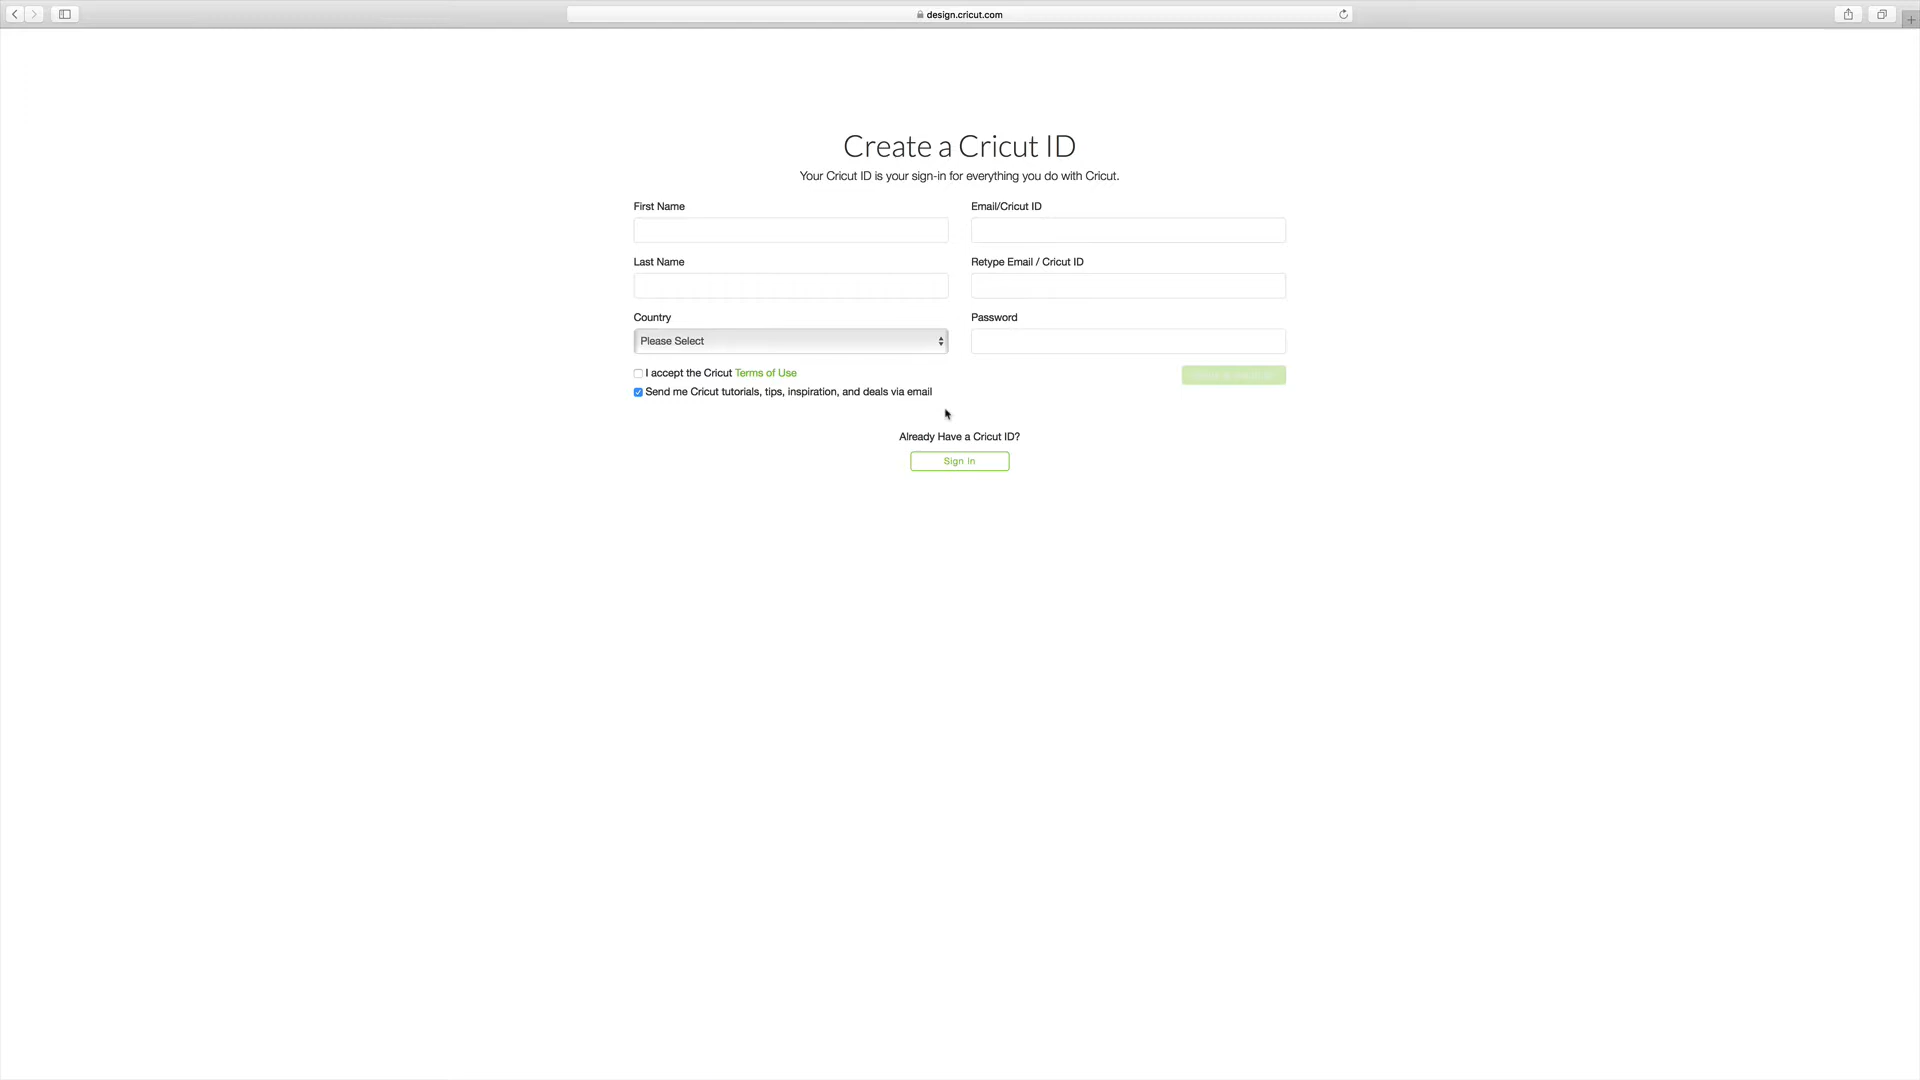 design.cricut.com
Create a Cricut ID
Your Cricut ID is your sign-in for everything you do with Cricut.
First Name
Email/Cricut ID
Last Name
Retype Email / Cricut ID
Country
Password
Please Select
I accept the Cricut Terms of Use
Send me Cricut tutorials, tips, inspiration, and deals via email
Already Have a Cricut ID?
Sign In